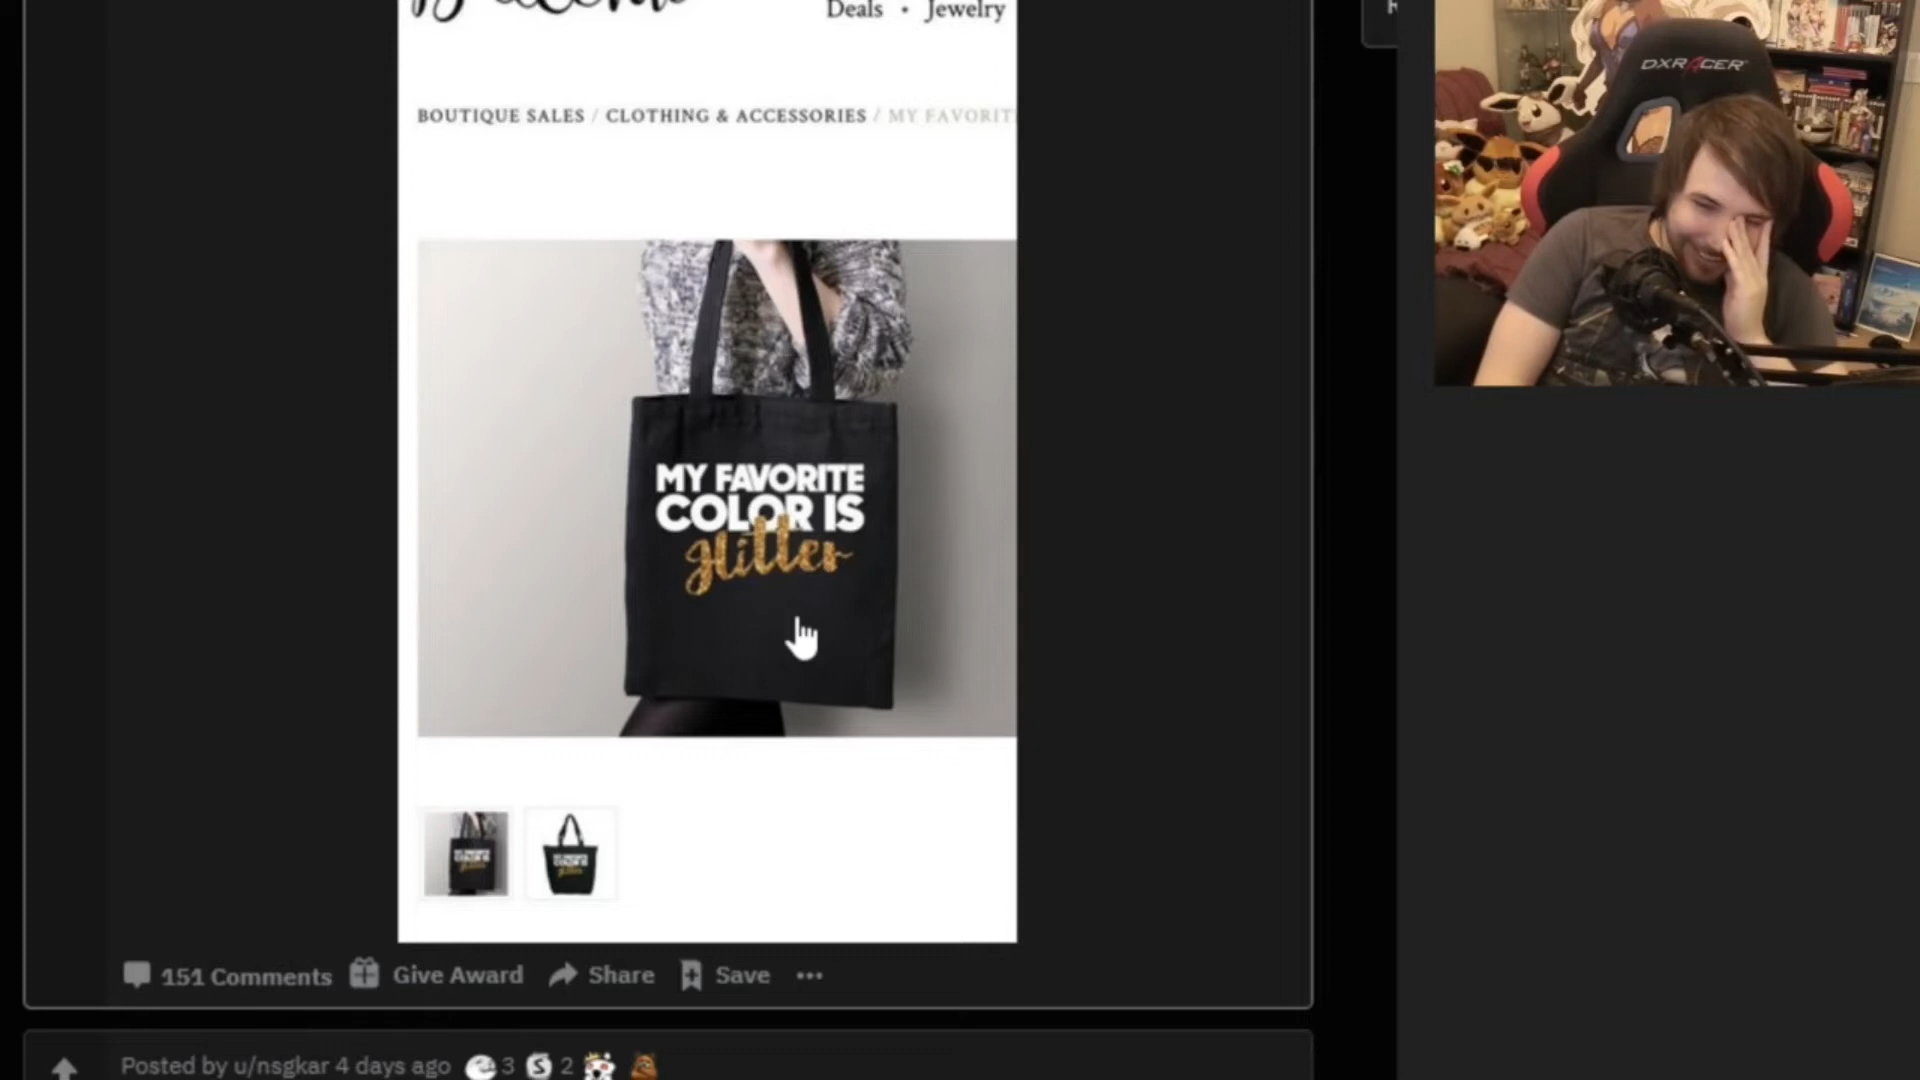 Deals • Jewelry
DXRACER
BOUTIQUE SALES / CLOTHING & ACCESSORIES / MY FAVORIT
MY FAVORITE
COLOR IS
glitter
151 Comments Give Award Share Save
Posted by u/nsgkar 4 days ago 3 2